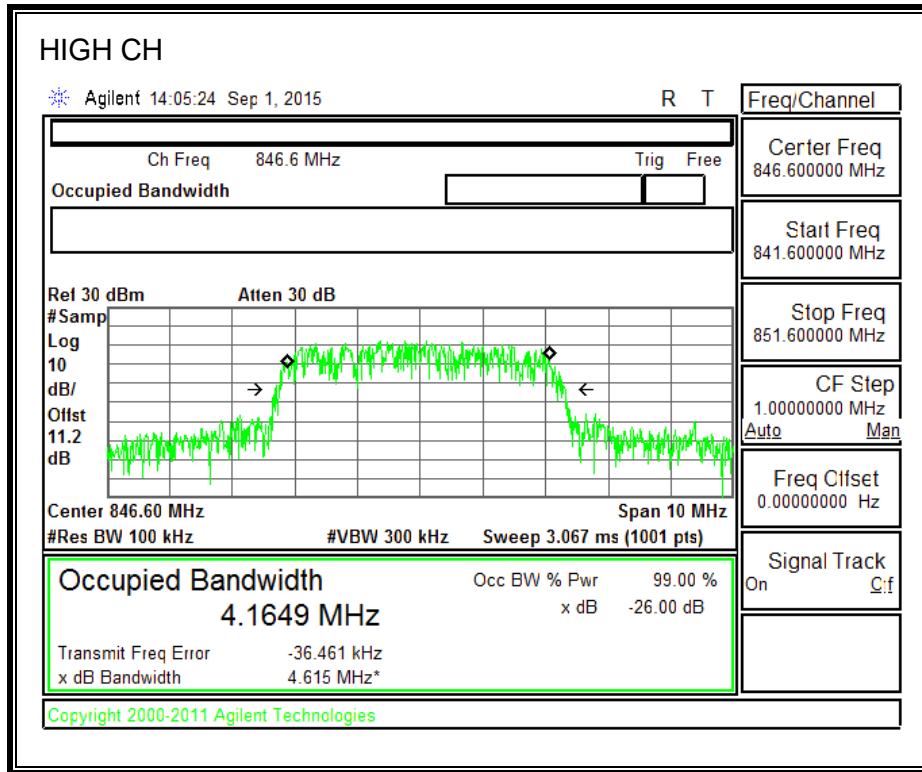 HIGH CH
Agilent 14:05:24 Sep 1, 2015 R T
Freq/Channel
Ch Freq 846.6 MHz Trig Free
Occupied Bandwidth
Center Freq
846.600000 MHz
Start Freq
841.600000 MHz
Stop Freq
851.600000 MHz
CF Step
1.00000000 MHz
Auto Man
Freq Offset
0.00000000 Hz
Signal Track
On Off
Ref 30 dBm Atten 30 dB
#Samp
Log
10
dB/
Offst
11.2
dB
Center 846.60 MHz Span 10 MHz
#Res BW 100 kHz #VBW 300 kHz Sweep 3.067 ms (1001 pts)
Occupied Bandwidth
4.1649 MHz
Occ BW % Pwr 99.00 %
x dB -26.00 dB
Transmit Freq Error -36.461 kHz
x dB Bandwidth 4.615 MHz*
Copyright 2000-2011 Agilent Technologies